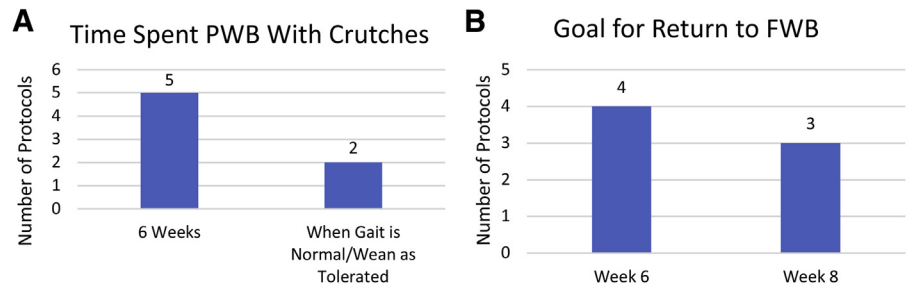 A
Time Spent PWB With Crutches
Number of Protocols
6
5
4
3
2
1
0
5
2
6 Weeks
When Gait is
Normal/Wean as
Tolerated
B
Goal for Return to FWB
Number of Protocols
5
4
3
2
1
0
4
3
Week 6
Week 8